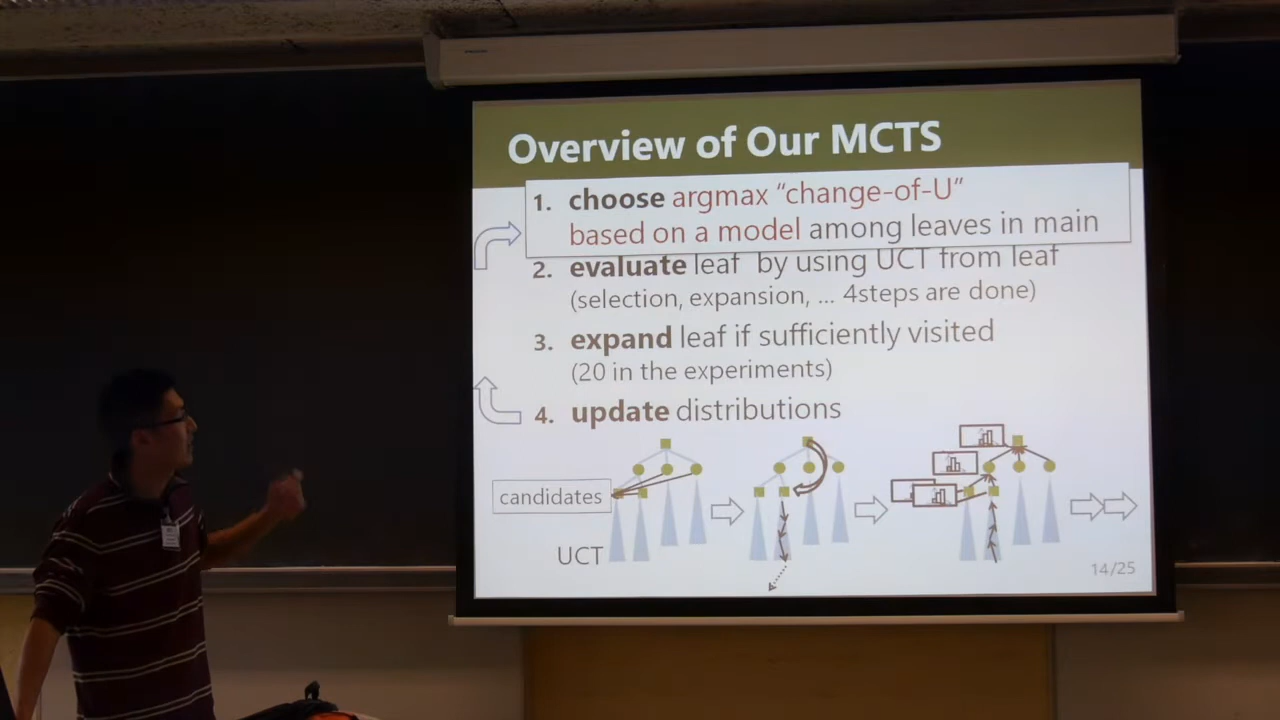 Overview of Our MCTS
1. choose argmax “change-of-U”
based on a model among leaves in main
2. evaluate leaf by using UCT from leaf
(selection, expansion, ... 4steps are done)
3. expand leaf if sufficiently visited
(20 in the experiments)
4. update distributions
candidates
UCT
14/25